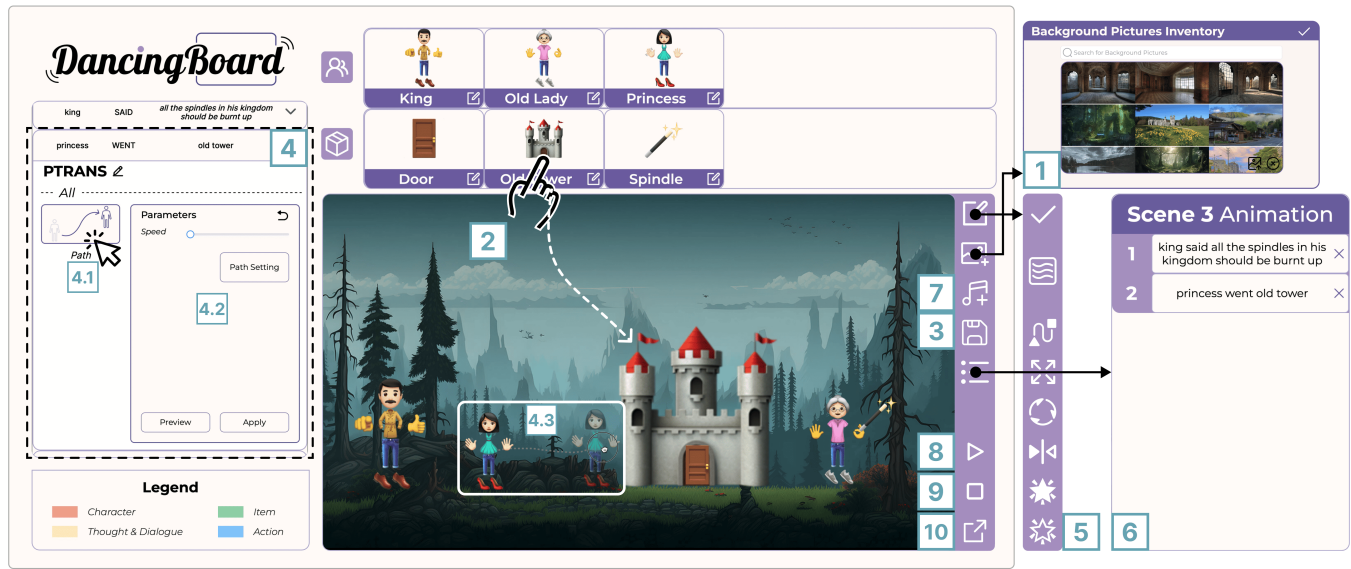 DancingBoard
king SAID all the spindles in his kingdom
should be burnt up
princess WENT old tower
4
PTRANS
All
Path
4.1
Parameters
Speed
Path Setting
4.2
Preview Apply
Legend
Character Item
Thought & Dialogue Action
King Old Lady Princess
Door Old Tower Spindle
2
4.3
7
3
8
9
10
Background Pictures Inventory
Search for Background Pictures
1
5
6
Scene 3 Animation
1 king said all the spindles in his
kingdom should be burnt up
2 princess went old tower